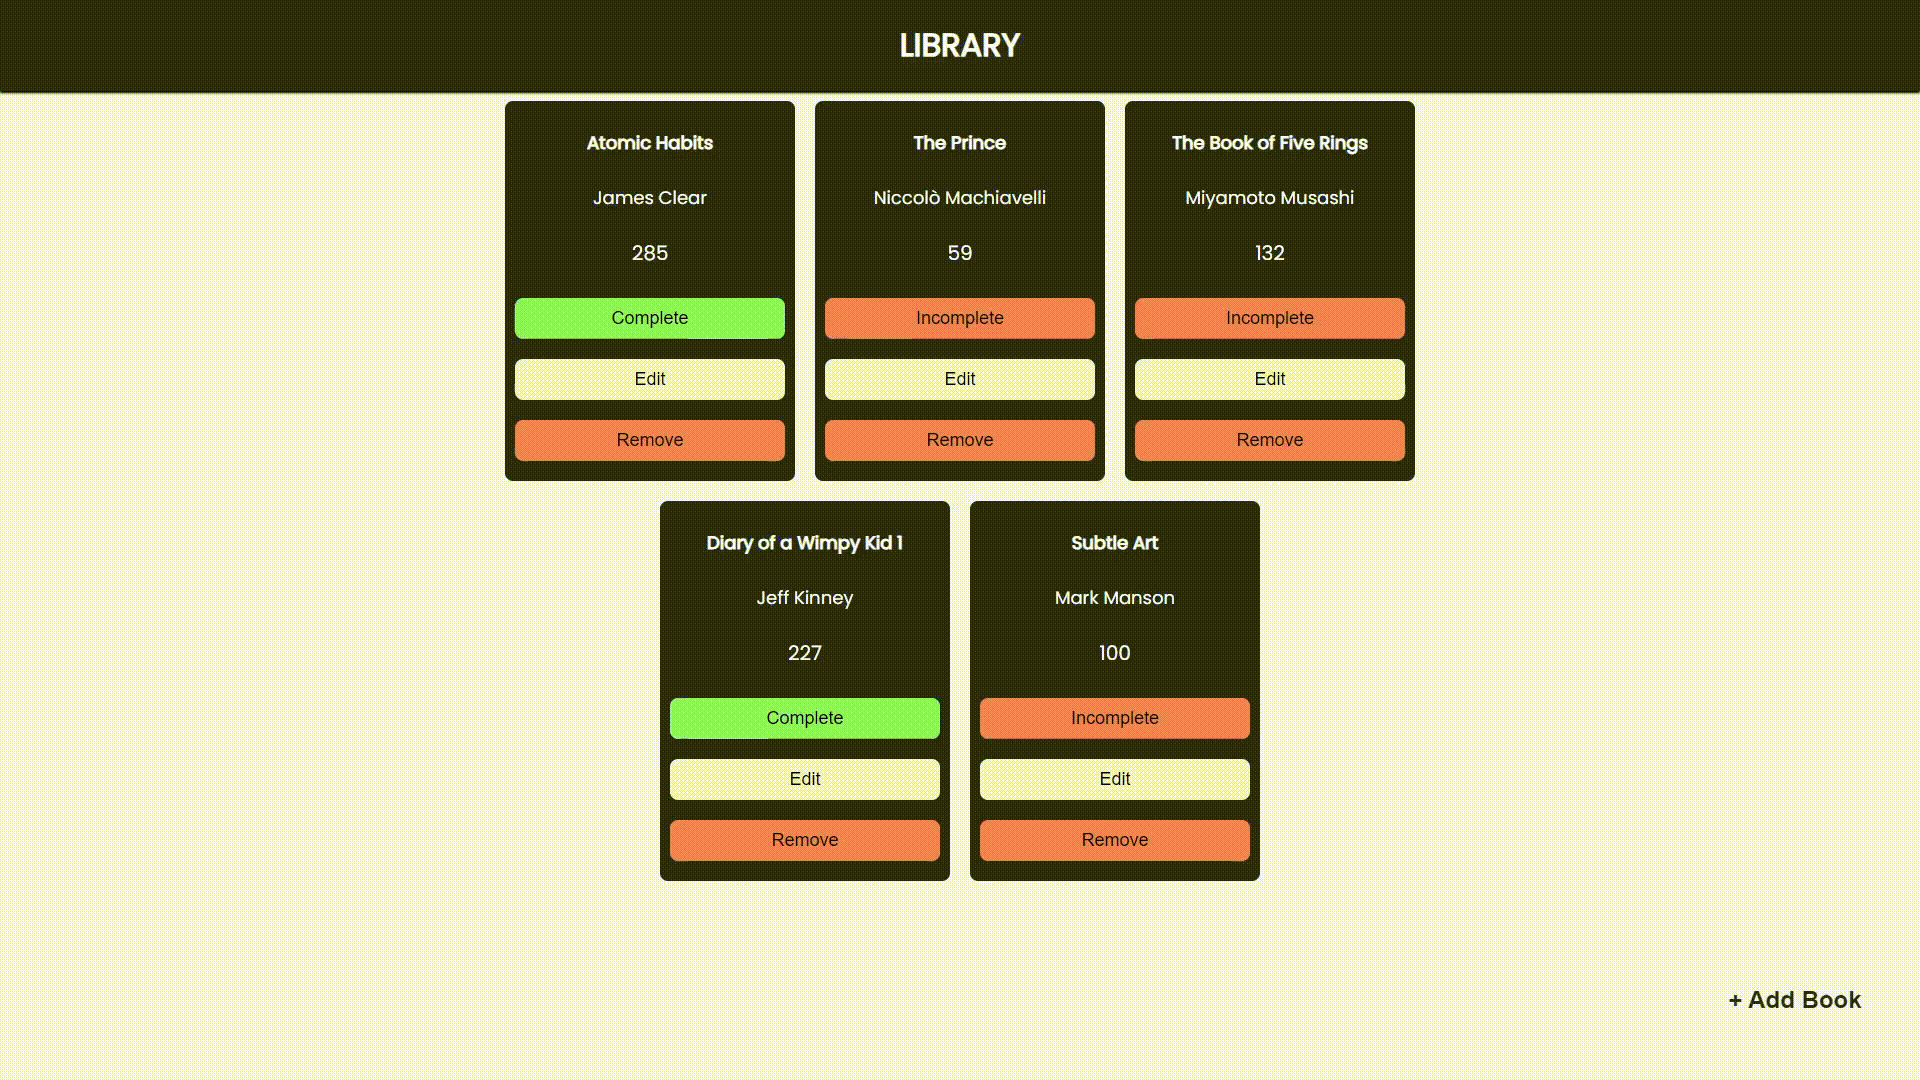 LIBRARY
Atomic Habits
James Clear
285
Complete
Edit
Remove
The Prince
Niccolò Machiavelli
59
Incomplete
Edit
Remove
The Book of Five Rings
Miyamoto Musashi
132
Incomplete
Edit
Remove
Diary of a Wimpy Kid 1
Jeff Kinney
227
Complete
Edit
Remove
Subtle Art
Mark Manson
100
Incomplete
Edit
Remove
+ Add Book